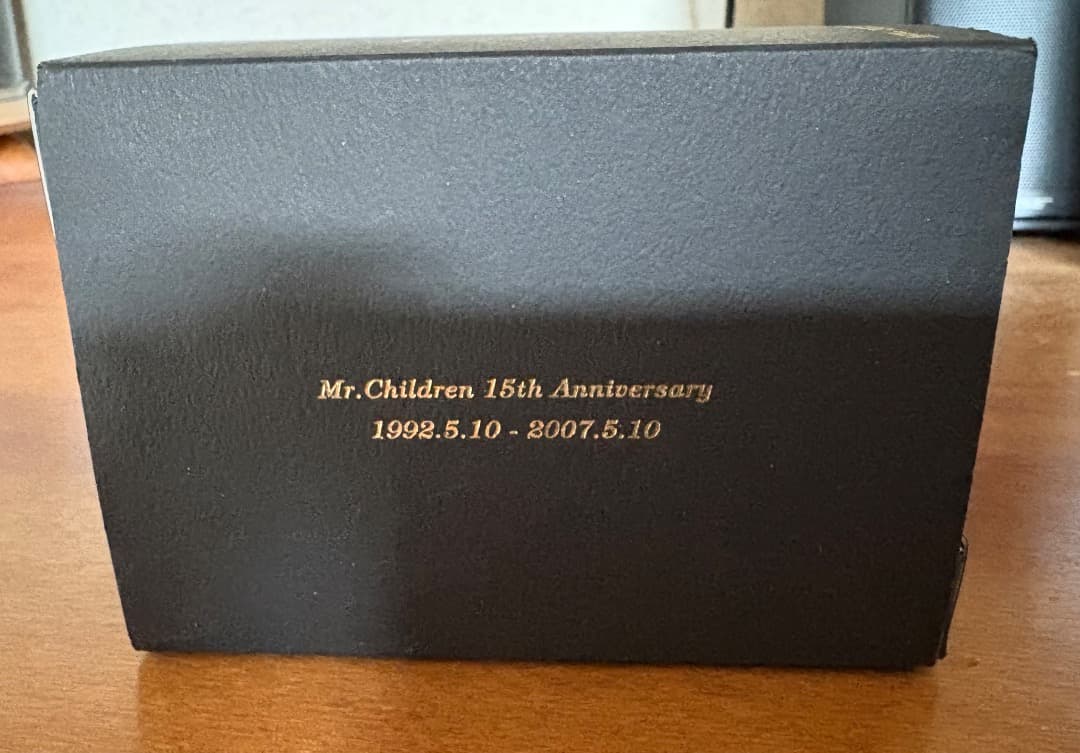 Mr.Children 15th Anniversary
1992.5.10 - 2007.5.10